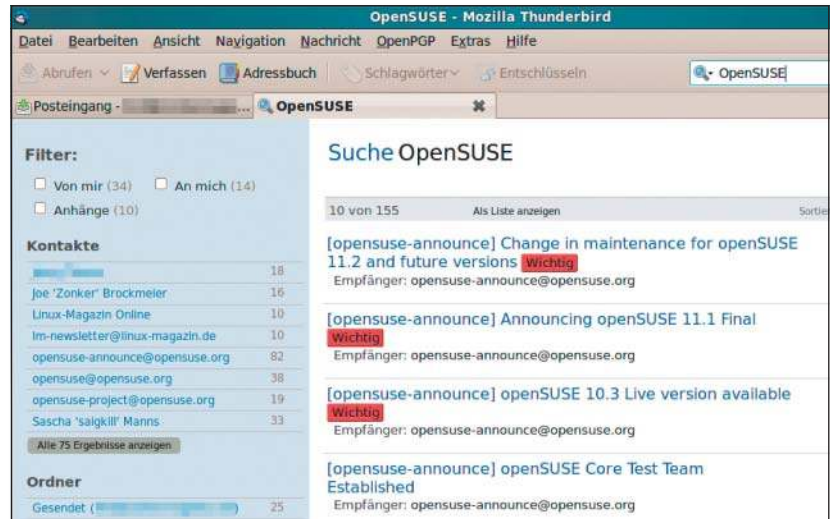 OpenSUSE - Mozilla Thunderbird
Datei Bearbeiten Ansicht Navigation Nachricht OpenPGP Extras Hilfe
Abrufen Verfassen Adressbuch Schlagwörter Entschlüsseln OpenSUSE
Posteingang - ... OpenSUSE
Filter:
Von mir (34) An mich (14)
Anhänge (10)
Kontakte
18
Joe 'Zonker' Brockmeier 16
Linux-Magazin Online 10
lm-newsletter@linux-magazin.de 10
opensuse-announce@opensuse.org 82
opensuse@opensuse.org 38
opensuse-project@opensuse.org 19
Sascha 'saigkill' Manns 33
Alle 75 Ergebnisse anzeigen
Ordner
Gesendet ( ) 25
Suche OpenSUSE
10 von 155 Als Liste anzeigen Sortie
[opensuse-announce] Change in maintenance for openSUSE
11.2 and future versions Wichtig
Empfänger: opensuse-announce@opensuse.org
[opensuse-announce] Announcing openSUSE 11.1 Final
Wichtig
Empfänger: opensuse-announce@opensuse.org
[opensuse-announce] openSUSE 10.3 Live version available
Wichtig
Empfänger: opensuse-announce@opensuse.org
[opensuse-announce] openSUSE Core Test Team
Established
Empfänger: opensuse-announce@opensuse.org